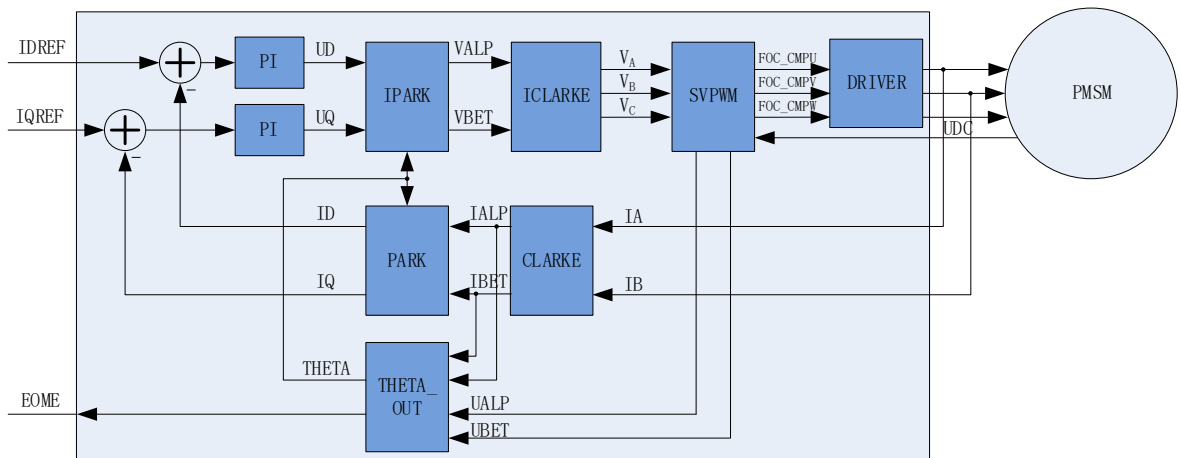 IDREF
PI
UD
IPARK
VALP
ICLARKE
VA
VB
VC
SVPWM
FOC_CMPU
FOC_CMPV
FOC_CMPW
DRIVER
PMSM
IQREF
PI
UQ
VBET
UDC
-
-
ID
IALP
IA
PARK
CLARKE
IQ
IBET
IB
THETA
THETA_
OUT
EOME
UALP
UBET